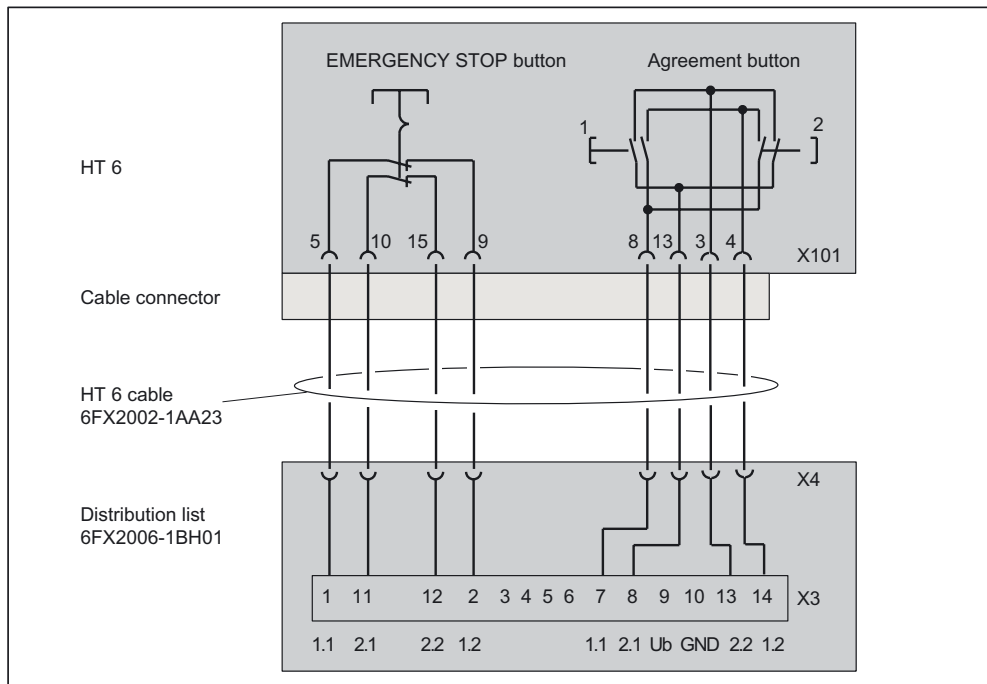 EMERGENCY STOP button
Agreement button
1
2
HT 6
5 10 15 9 8 13 3 4
X101
Cable connector
HT 6 cable
6FX2002-1AA23
X4
Distribution list
6FX2006-1BH01
1 11 12 2 3 4 5 6 7 8 9 10 13 14
X3
1.1 2.1 2.2 1.2 1.1 2.1 Ub GND 2.2 1.2